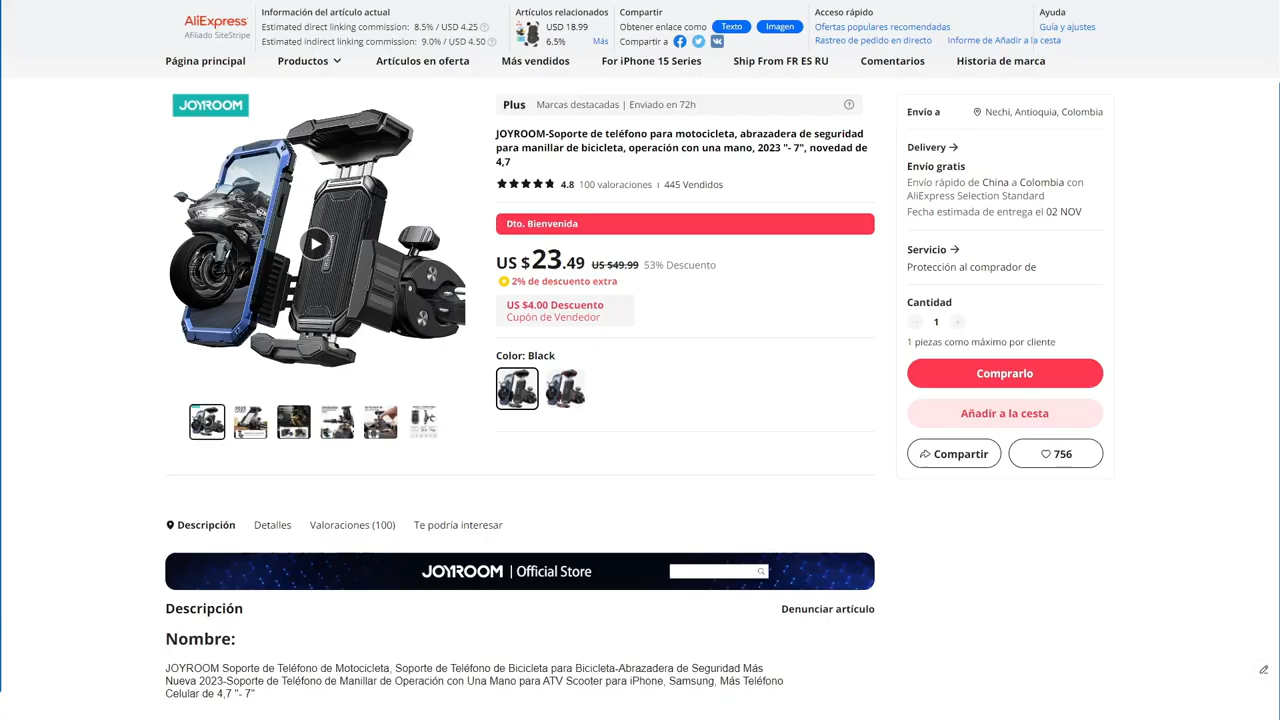 AliExpress
Afiliado SiteStripe
Información del artículo actual
Estimated direct linking commission: 8.5% / USD 4.25
Estimated indirect linking commission: 9.0% / USD 4.50
Artículos relacionados
USD 18.99
6.5% Más
Compartir
Obtener enlace como Texto Imagen
Compartir a
Acceso rápido
Ofertas populares recomendadas
Rastreo de pedido en directo Informe de Añadir a la cesta
Ayuda
Guía y ajustes
Página principal Productos Artículos en oferta Más vendidos For iPhone 15 Series Ship From FR ES RU Comentarios Historia de marca
JOYROOM
Plus Marcas destacadas | Enviado en 72h
JOYROOM-Soporte de teléfono para motocicleta, abrazadera de seguridad
para manillar de bicicleta, operación con una mano, 2023 "- 7", novedad de
4,7
4.8 100 valoraciones 445 Vendidos
Dto. Bienvenida
US $23.49 US $49.99 53% Descuento
2% de descuento extra
US $4.00 Descuento
Cupón de Vendedor
Color: Black
Envío a Nechi, Antioquia, Colombia
Delivery
Envío gratis
Envío rápido de China a Colombia con
AliExpress Selection Standard
Fecha estimada de entrega el 02 NOV
Servicio
Protección al comprador de
Cantidad
1
1 piezas como máximo por cliente
Comprarlo
Añadir a la cesta
Compartir 756
Descripción Detalles Valoraciones (100) Te podría interesar
JOYROOM | Official Store
Descripción Denunciar artículo
Nombre:
JOYROOM Soporte de Teléfono de Motocicleta, Soporte de Teléfono de Bicicleta para Bicicleta-Abrazadera de Seguridad Más
Nueva 2023-Soporte de Teléfono de Manillar de Operación con Una Mano para ATV Scooter para iPhone, Samsung, Más Teléfono
Celular de 4,7 "- 7"